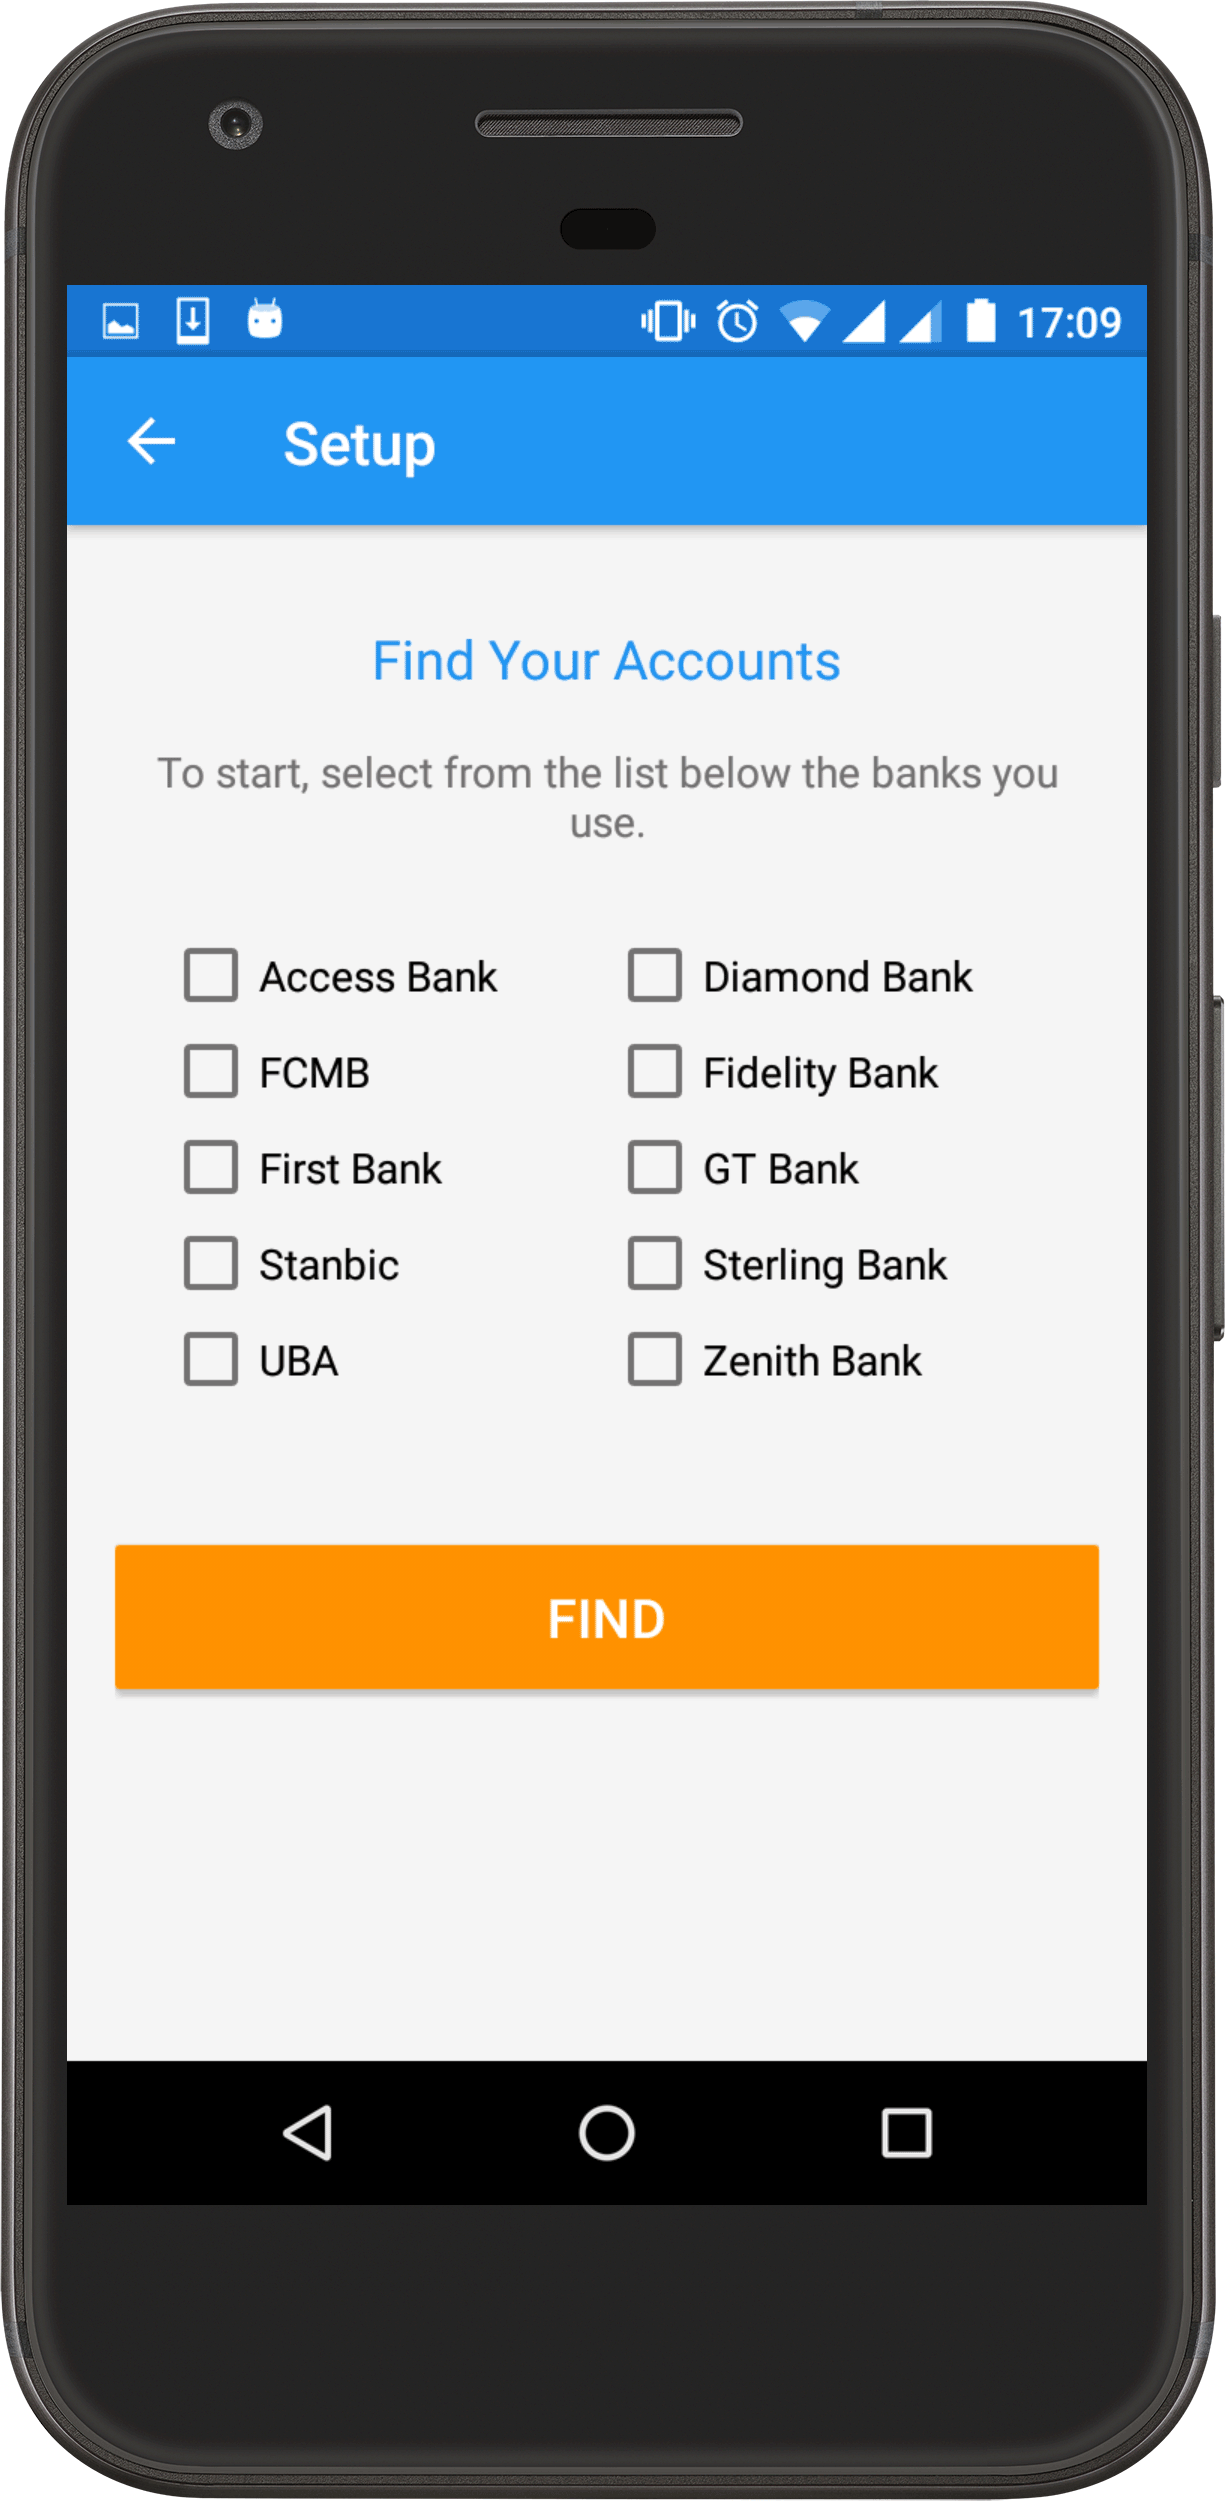 17:09
Setup
Find Your Accounts
To start, select from the list below the banks you
use.
Access Bank
Diamond Bank
FCMB
Fidelity Bank
First Bank
GT Bank
Stanbic
Sterling Bank
UBA
Zenith Bank
FIND